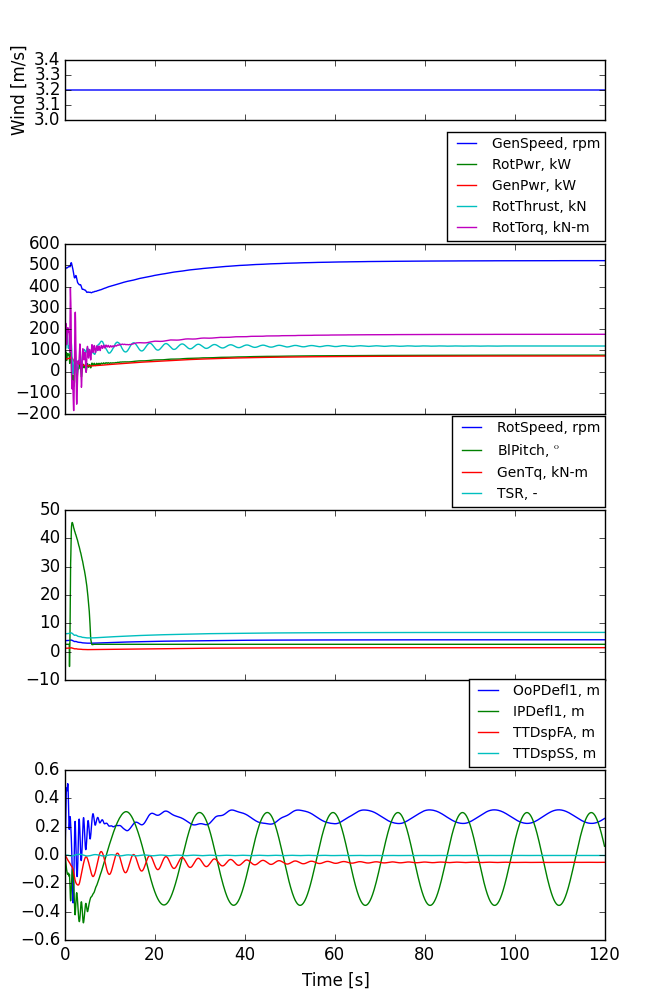 Wind [m/s]
3.4
3.3
3.2
3.1
3.0
GenSpeed, rpm
RotPwr, kW
GenPwr, kW
RotThrust, kN
RotTorq, kN-m
600
500
400
300
200
100
0
−100
−200
RotSpeed, rpm
BlPitch, °
GenTq, kN-m
TSR, -
50
40
30
20
10
0
−10
OoPDefl1, m
IPDefl1, m
TTDspFA, m
TTDspSS, m
0.6
0.4
0.2
0.0
−0.2
−0.4
−0.6
0 20 40 60 80 100 120
Time [s]